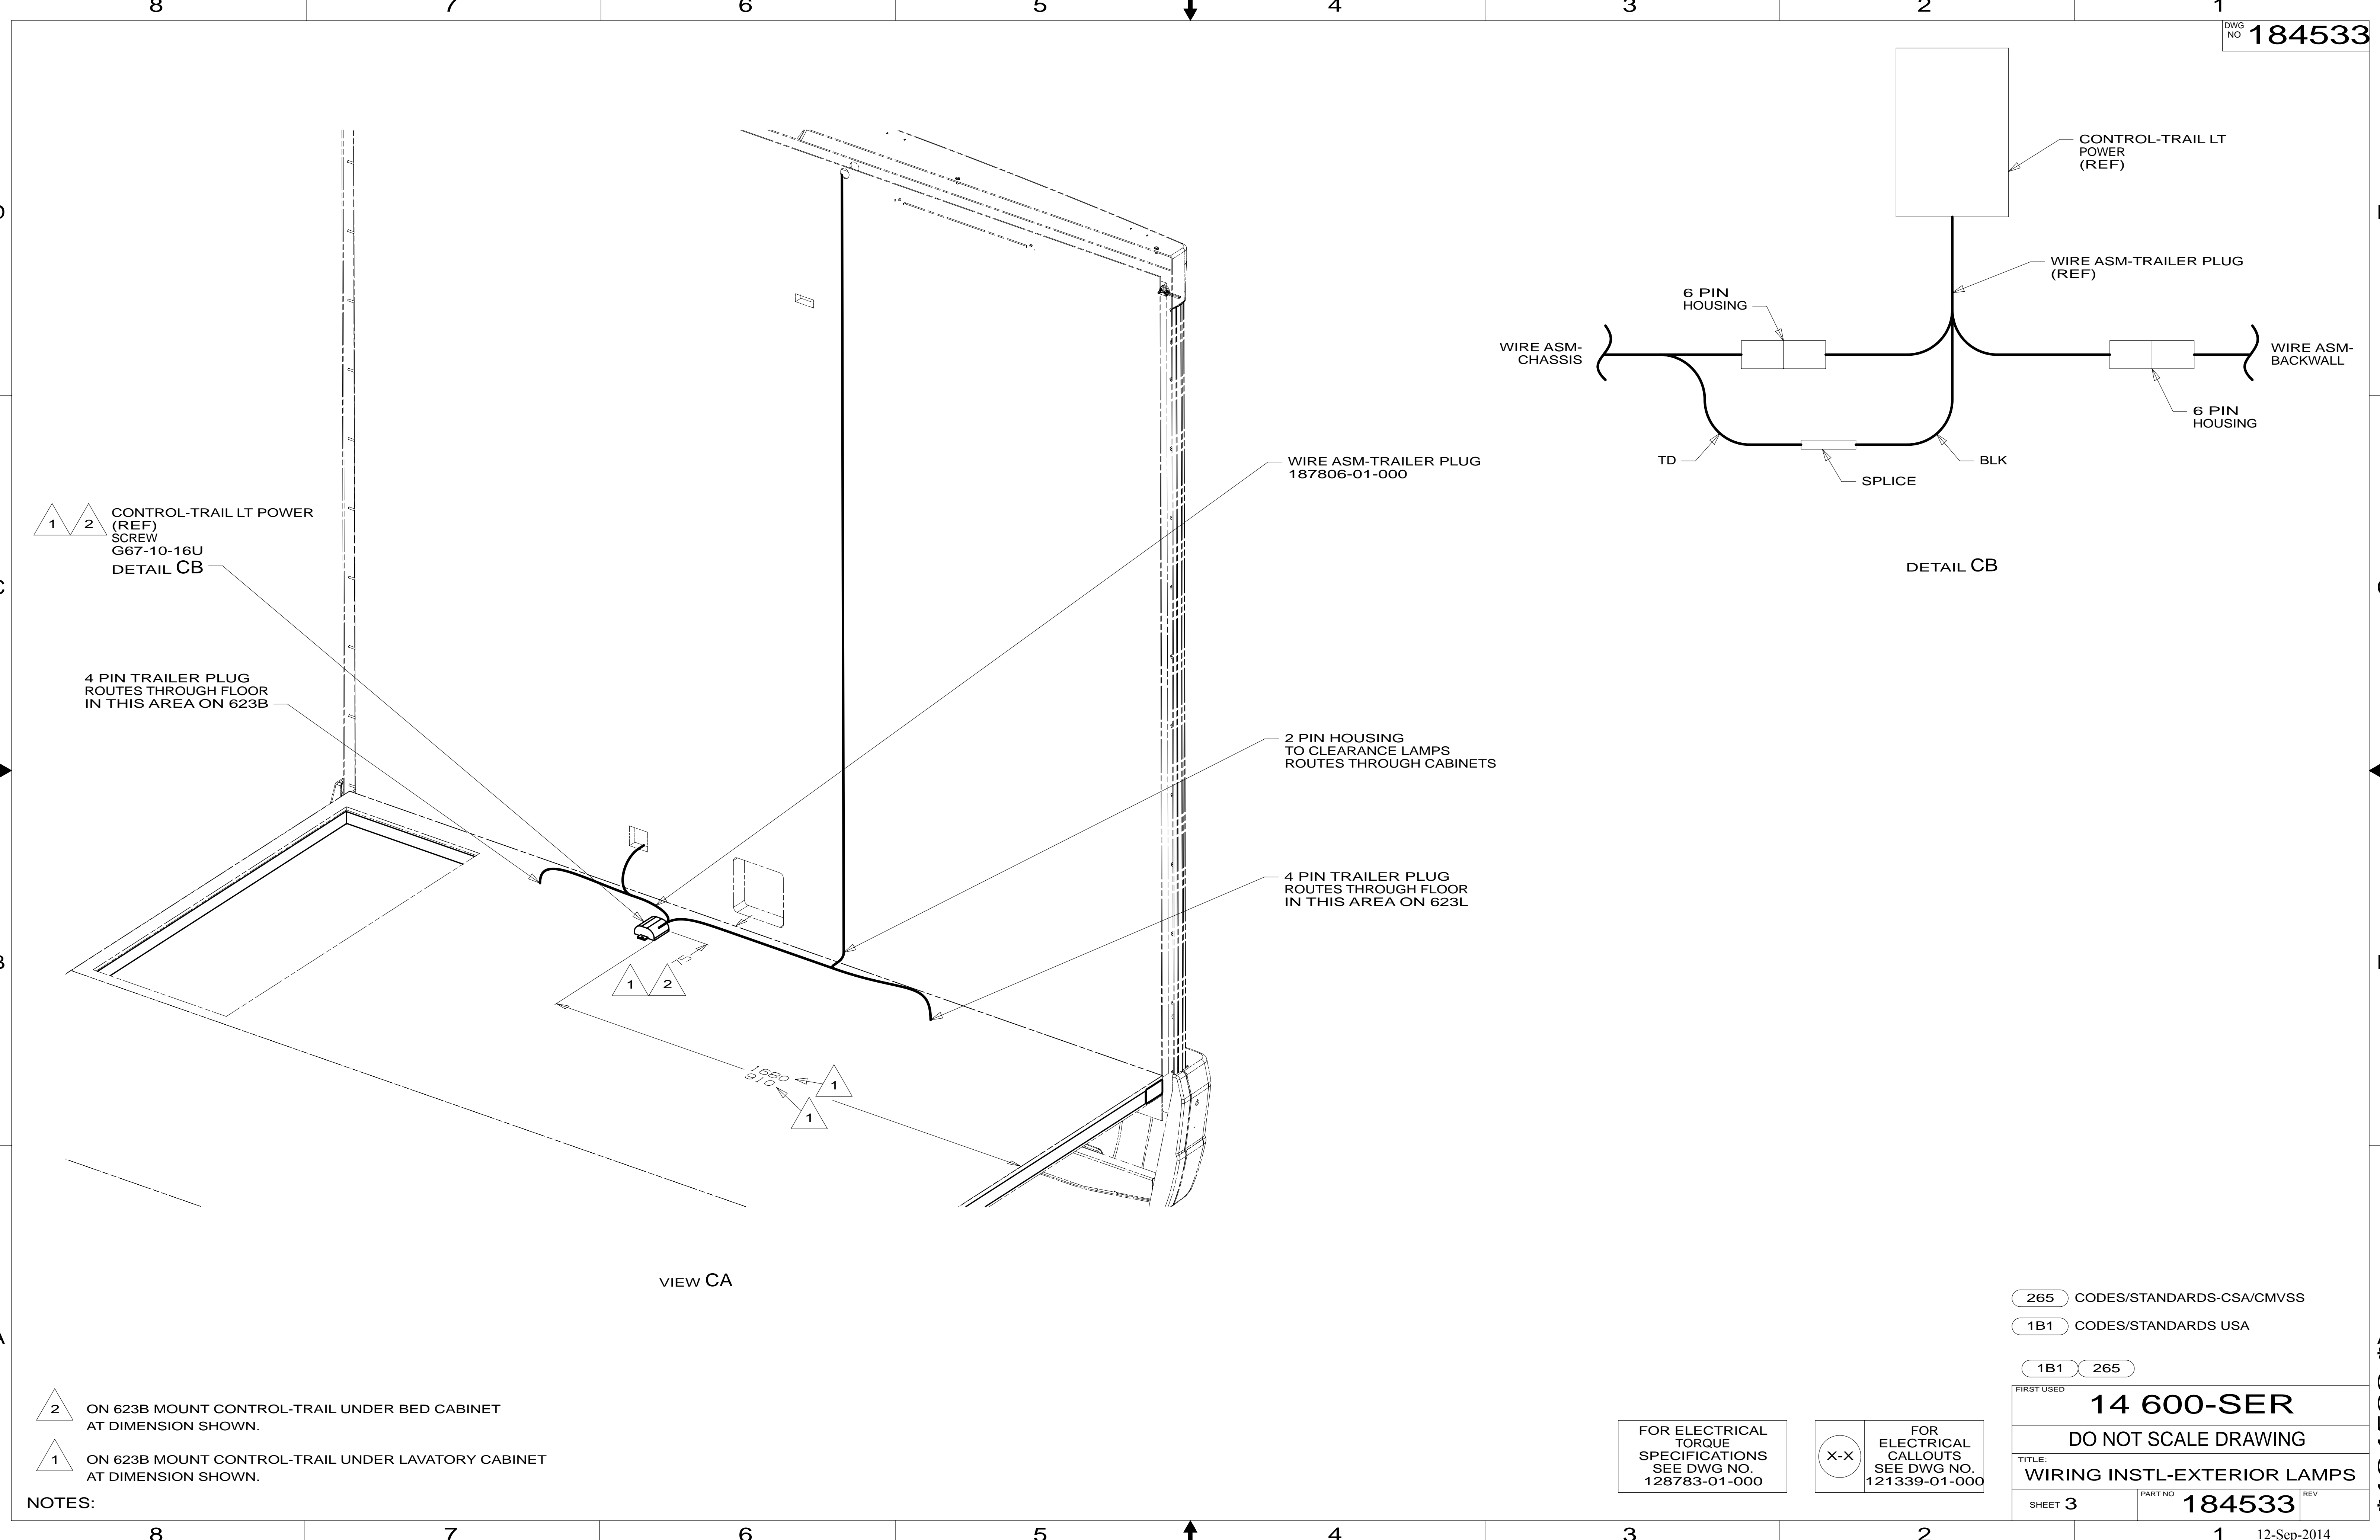 8 7 6 5 4 3 2 1
DWG
NO 184533
CONTROL-TRAIL LT
POWER
(REF)
WIRE ASM-TRAILER PLUG
(REF)
6 PIN
HOUSING
WIRE ASM-
CHASSIS
WIRE ASM-
BACKWALL
6 PIN
HOUSING
TD
BLK
SPLICE
DETAIL CB
WIRE ASM-TRAILER PLUG
187806-01-000
1 2
CONTROL-TRAIL LT POWER
(REF)
SCREW
G67-10-16U
DETAIL CB
4 PIN TRAILER PLUG
ROUTES THROUGH FLOOR
IN THIS AREA ON 623B
2 PIN HOUSING
TO CLEARANCE LAMPS
ROUTES THROUGH CABINETS
4 PIN TRAILER PLUG
ROUTES THROUGH FLOOR
IN THIS AREA ON 623L
75
1 2
1680
910
1
1
VIEW CA
265 CODES/STANDARDS-CSA/CMVSS
1B1 CODES/STANDARDS USA
1B1 265
2 ON 623B MOUNT CONTROL-TRAIL UNDER BED CABINET
AT DIMENSION SHOWN.
1 ON 623B MOUNT CONTROL-TRAIL UNDER LAVATORY CABINET
AT DIMENSION SHOWN.
NOTES:
FOR ELECTRICAL
TORQUE
SPECIFICATIONS
SEE DWG NO.
128783-01-000
X-X
FOR
ELECTRICAL
CALLOUTS
SEE DWG NO.
121339-01-000
FIRST USED
14 600-SER
DO NOT SCALE DRAWING
TITLE:
WIRING INSTL-EXTERIOR LAMPS
SHEET 3
PART NO 184533
REV
8 7 6 5 4 3 2 1
12-Sep-2014